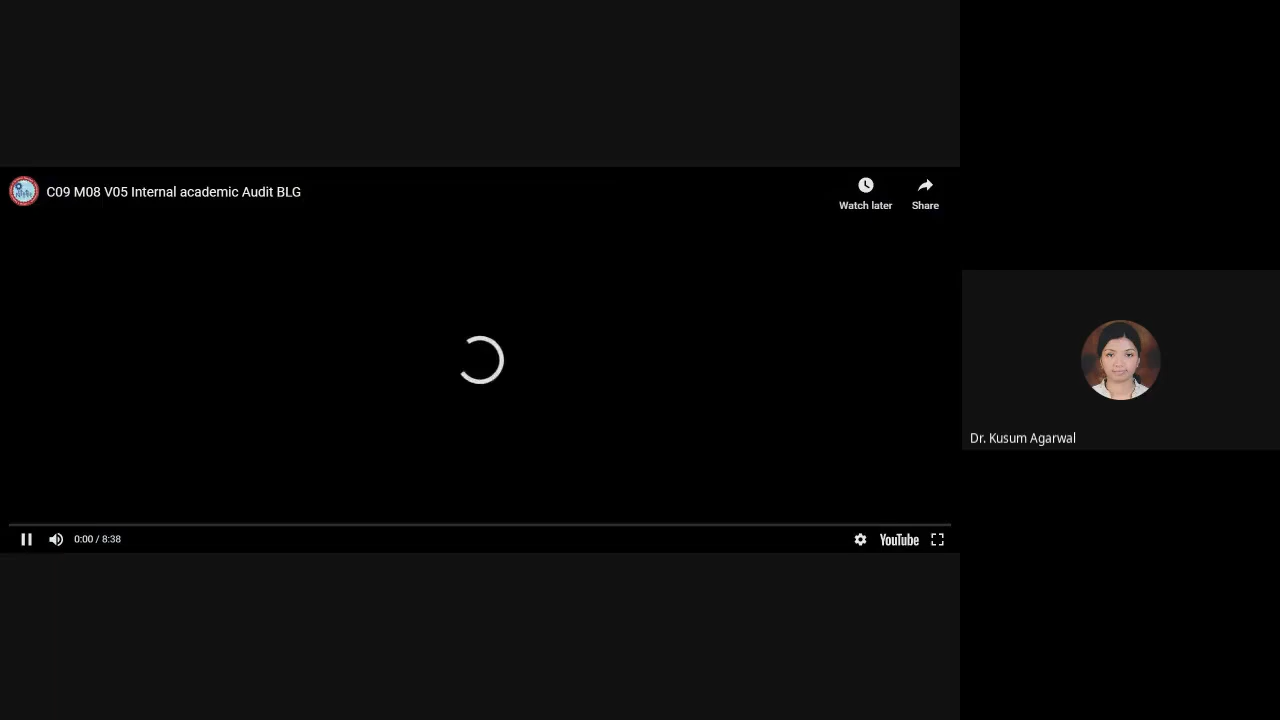 C09 M08 V05 Internal academic Audit BLG
Watch later
Share
Dr. Kusum Agarwal
0:00 / 8:38
YouTube